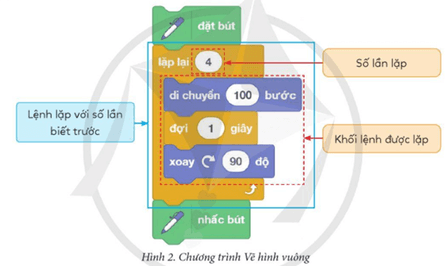 đặt bút
lặp lại 4
Số lần lặp
di chuyển 100 bước
Lệnh lặp với số lần
biết trước
đợi 1 giây
Khối lệnh được lặp
xoay 90 độ
nhấc bút
Hình 2. Chương trình Vẽ hình vuông